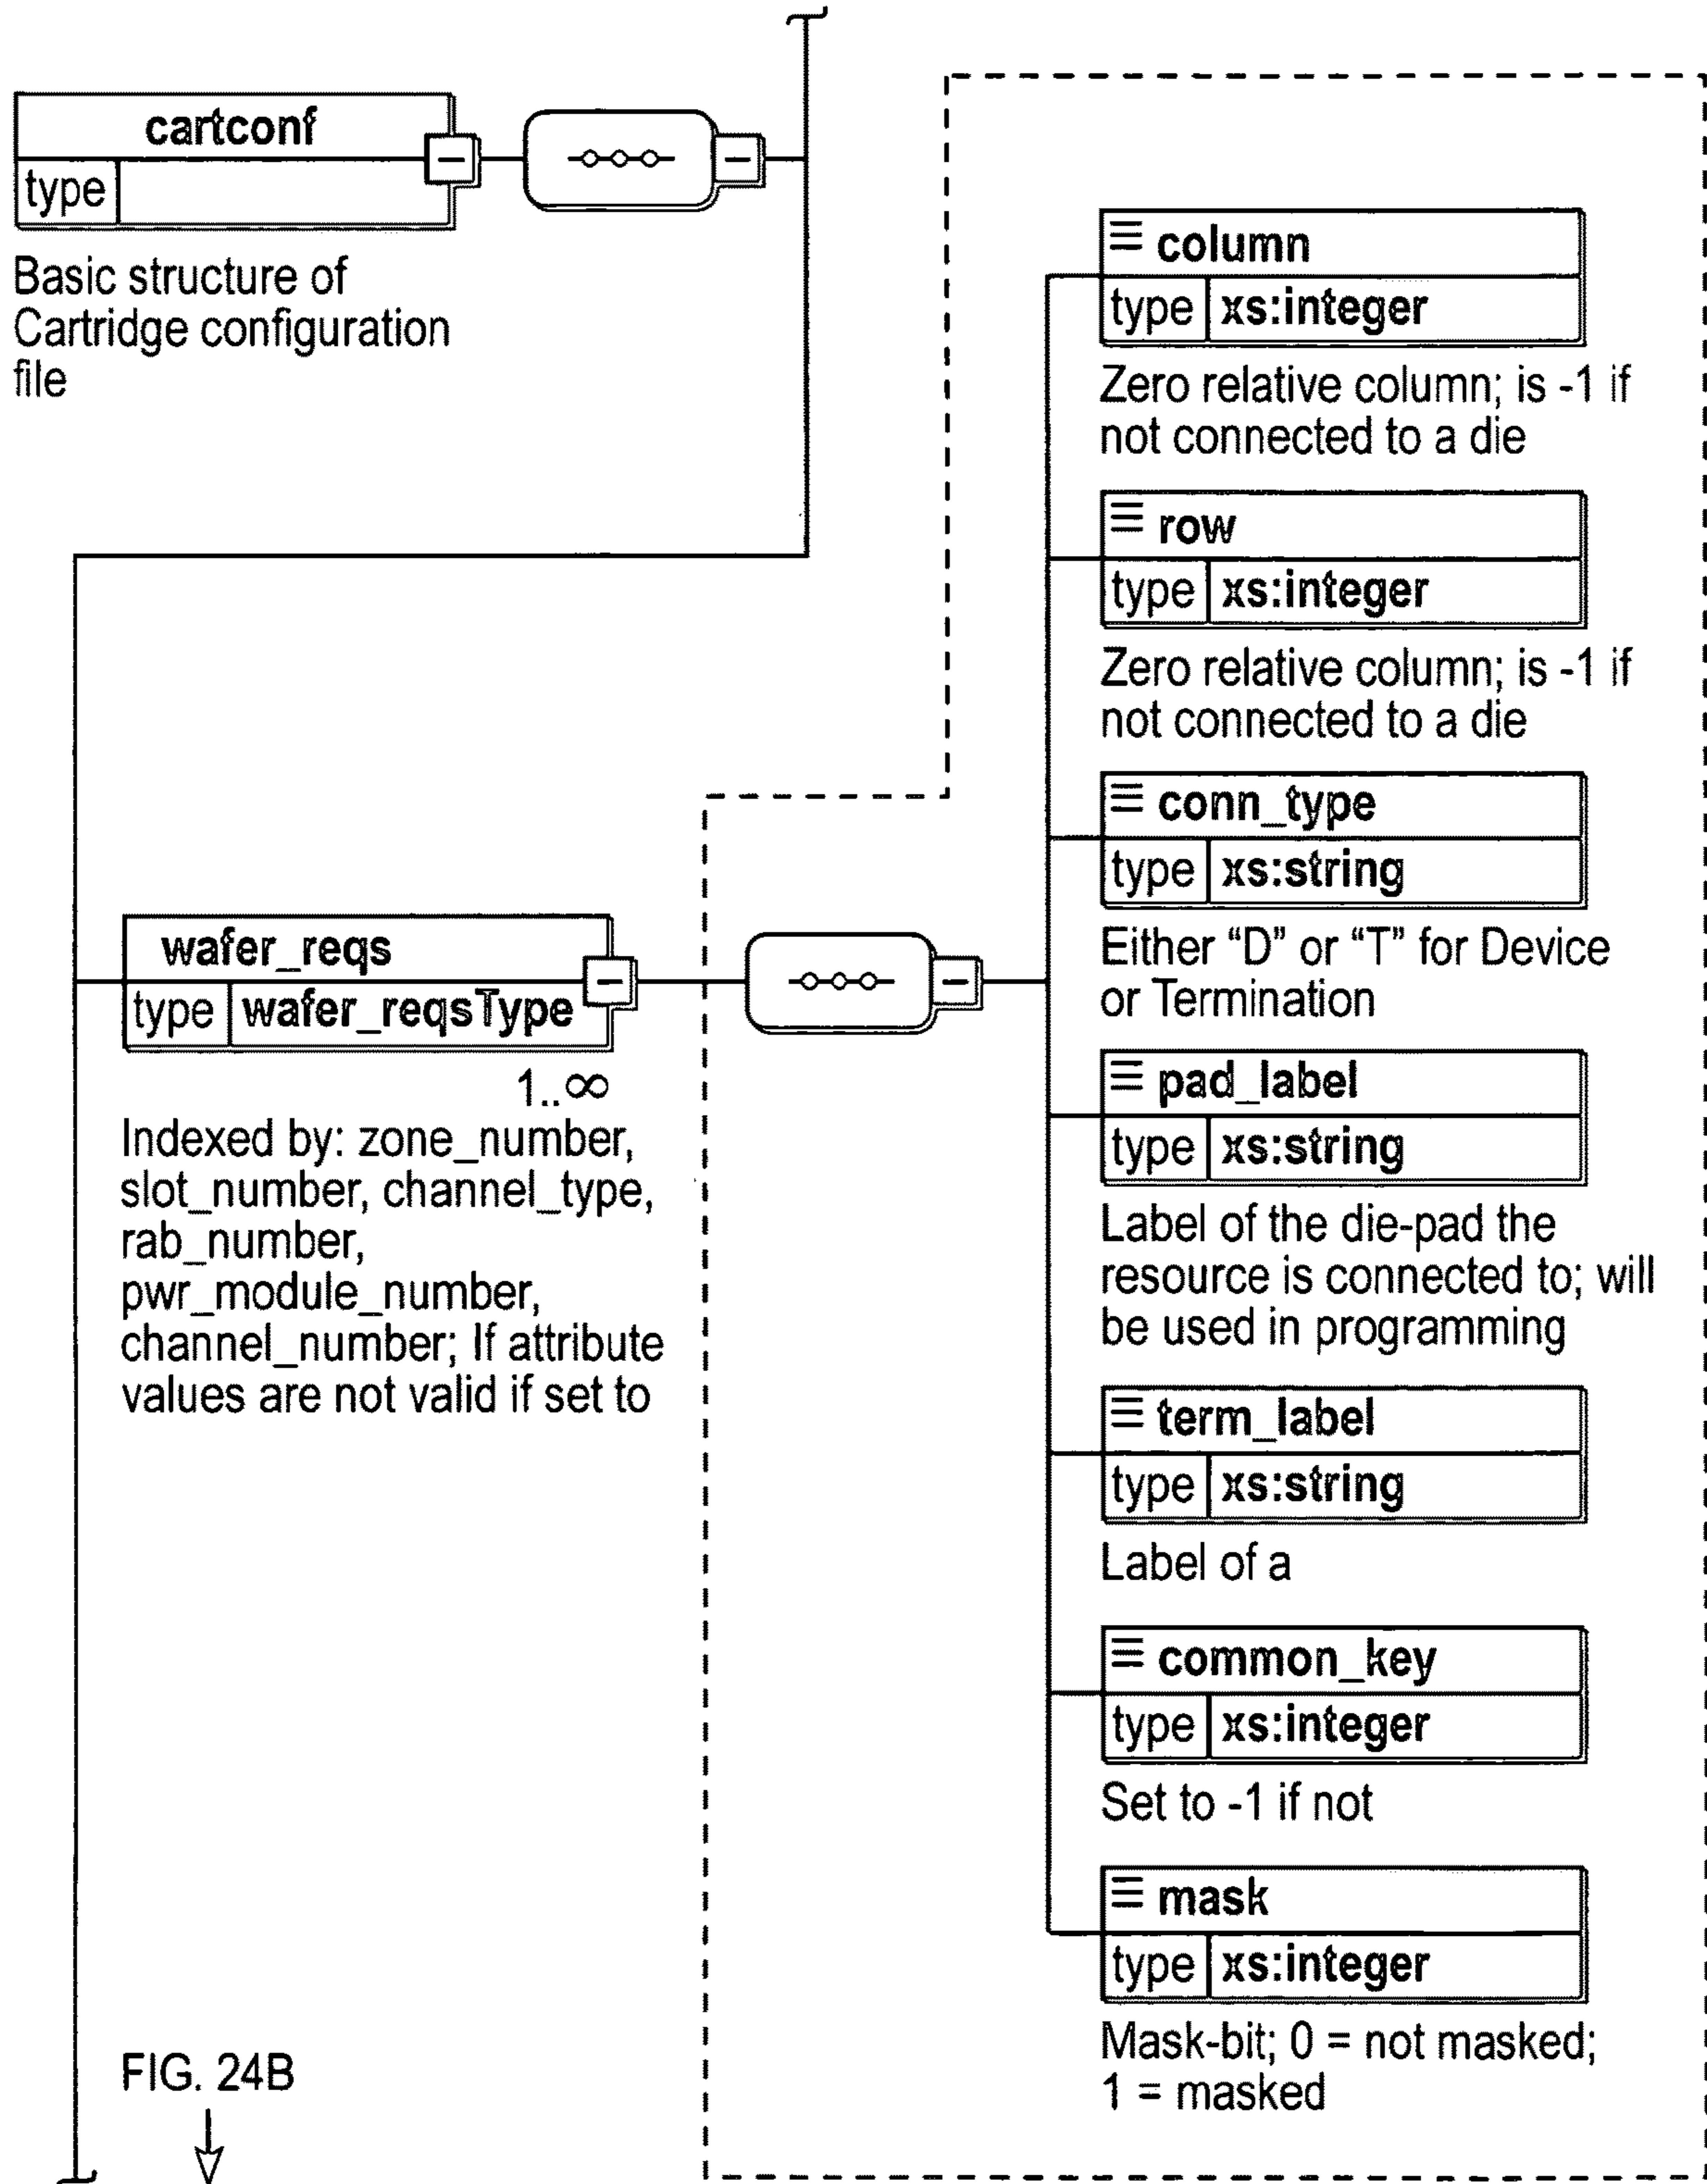 cartconf
type
Basic structure of
Cartridge configuration
file
column
type xs:integer
Zero relative column; is -1 if
not connected to a die
row
type xs:integer
Zero relative column; is -1 if
not connected to a die
conn_type
type xs:string
Either “D” or “T” for Device
or Termination
wafer_reqs
type wafer_reqsType
1..∞
Indexed by: zone_number,
slot_number, channel_type,
rab_number,
pwr_module_number,
channel_number; If attribute
values are not valid if set to
pad_label
type xs:string
Label of the die-pad the
resource is connected to; will
be used in programming
term_label
type xs:string
Label of a
common_key
type xs:integer
Set to -1 if not
mask
type xs:integer
Mask-bit; 0 = not masked;
1 = masked
FIG. 24B